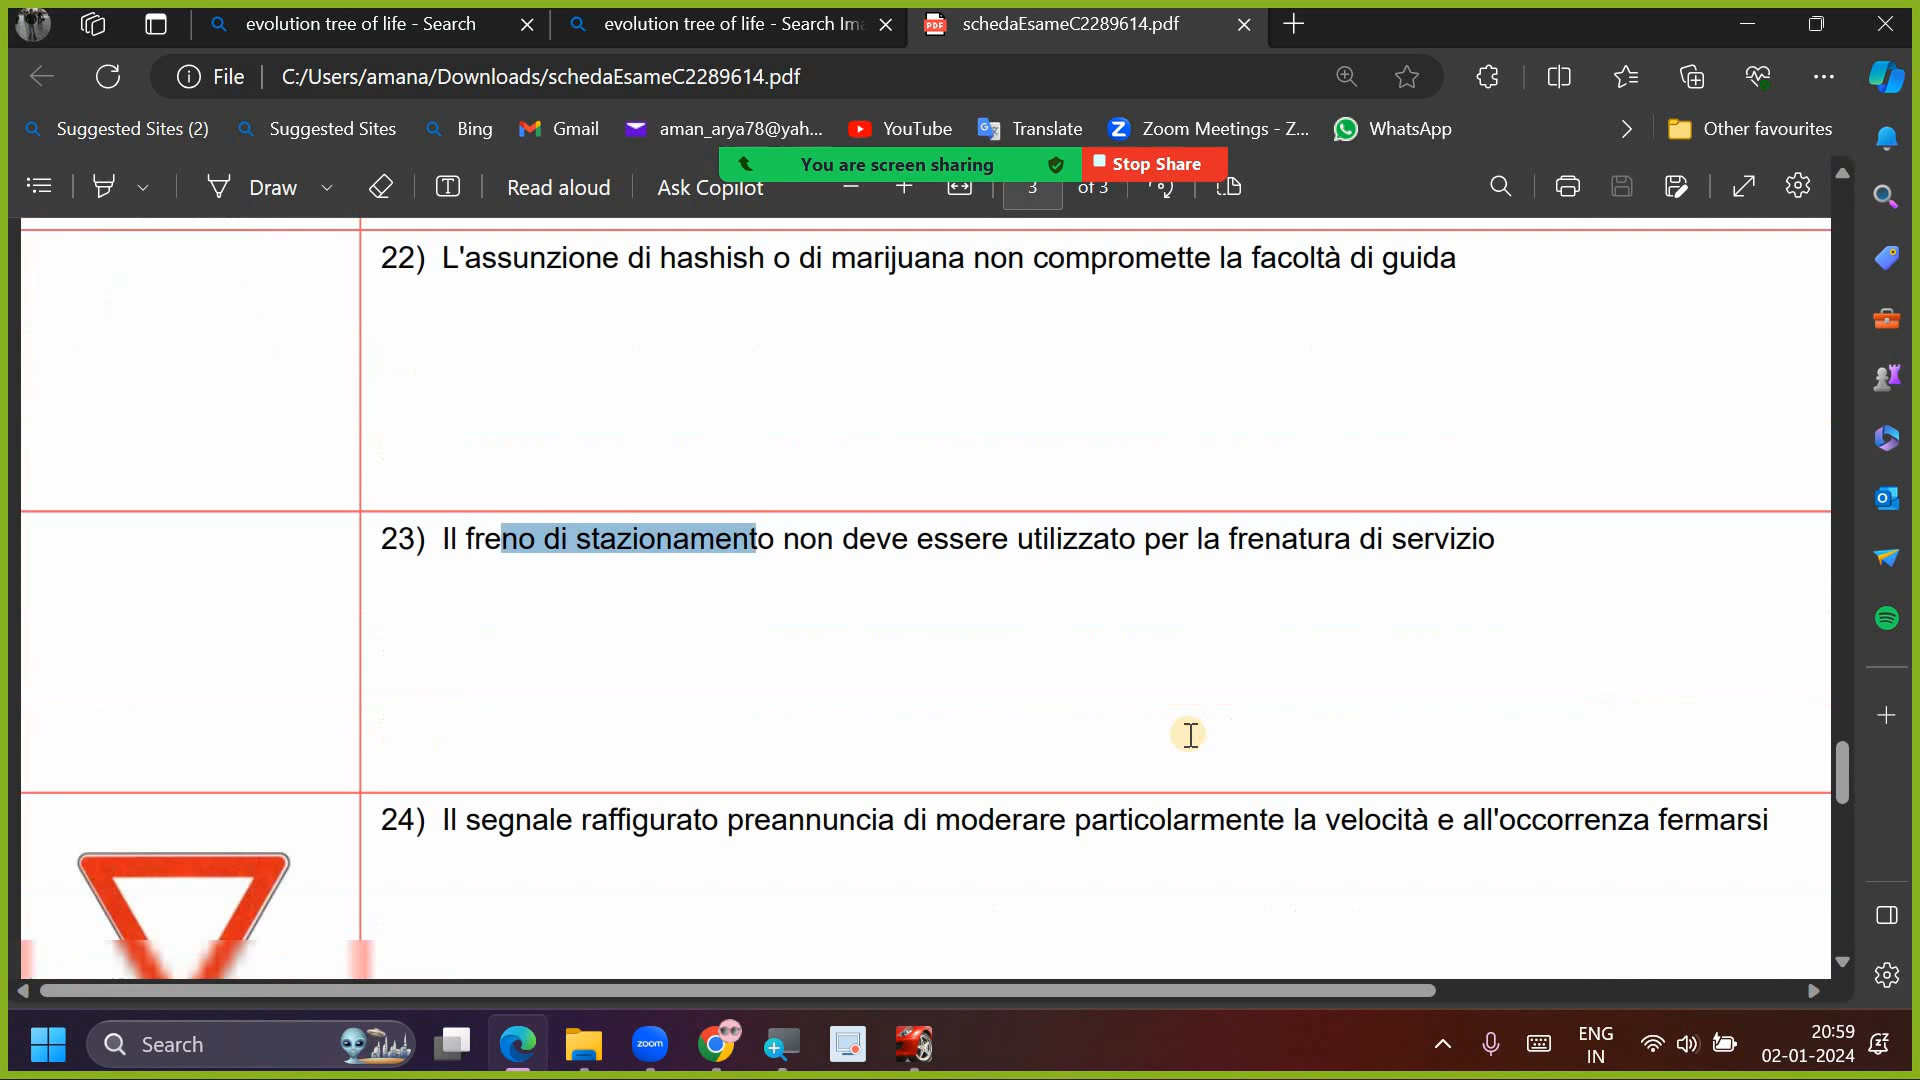 evolution tree of life - Search
evolution tree of life - Search Im
schedaEsameC2289614.pdf
File
C:/Users/amana/Downloads/schedaEsameC2289614.pdf
Suggested Sites (2)
Suggested Sites
Bing
Gmail
aman_arya78@yah...
YouTube
Translate
Zoom Meetings - Z...
WhatsApp
Other favourites
You are screen sharing
Stop Share
Draw
Read aloud
Ask Copilot
3
of 3
22) L'assunzione di hashish o di marijuana non compromette la facoltà di guida
23) Il freno di stazionamento non deve essere utilizzato per la frenatura di servizio
24) Il segnale raffigurato preannuncia di moderare particolarmente la velocità e all'occorrenza fermarsi
Search
zoom
ENG
IN
20:59
02-01-2024